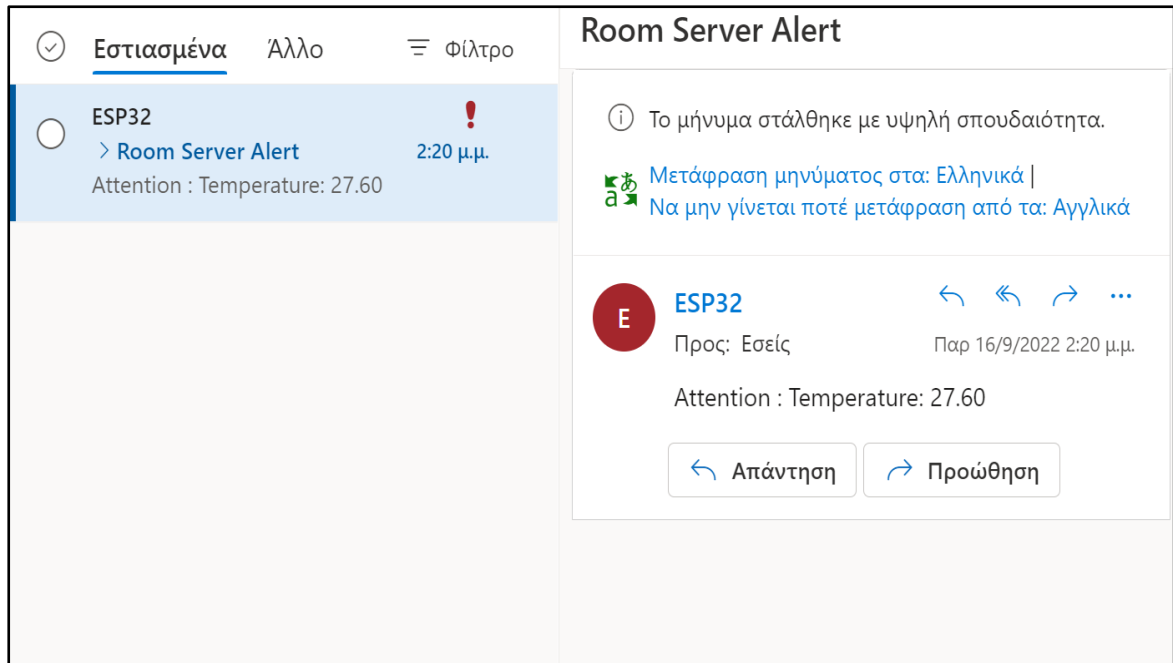 Εστιασμένα Άλλο Φίλτρο
ESP32
Room Server Alert 2:20 μ.μ.
Attention : Temperature: 27.60
Room Server Alert
Το μήνυμα στάλθηκε με υψηλή σπουδαιότητα.
Μετάφραση μηνύματος στα: Ελληνικά |
Να μην γίνεται ποτέ μετάφραση από τα: Αγγλικά
E ESP32
Προς: Εσείς Παρ 16/9/2022 2:20 μ.μ.
Attention : Temperature: 27.60
Απάντηση Προώθηση